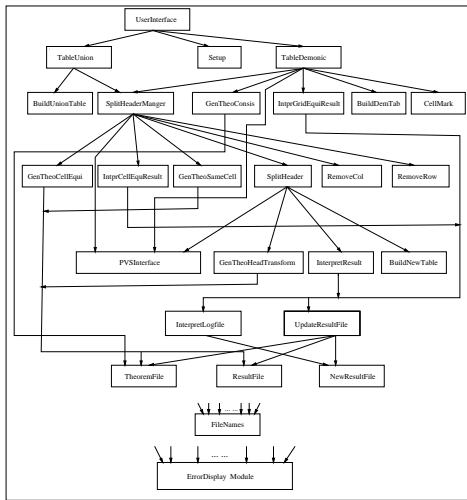 UserInterface
TableUnion
Setup
TableDemonic
BuildUnionTable
SplitHeaderManger
GenTheoConsis
IntprGridEquiResult
BuildDemTab
CellMark
GenTheoCellEqui
IntprCellEquResult
GenTheoSameCell
SplitHeader
RemoveCol
RemoveRow
PVSInterface
GenTheoHeadTransform
InterpretResult
BuildNewTable
InterpretLogfile
UpdateResultFile
TheoremFile
ResultFile
NewResultFile
... ...
FileNames
... ...
ErrorDisplay Module